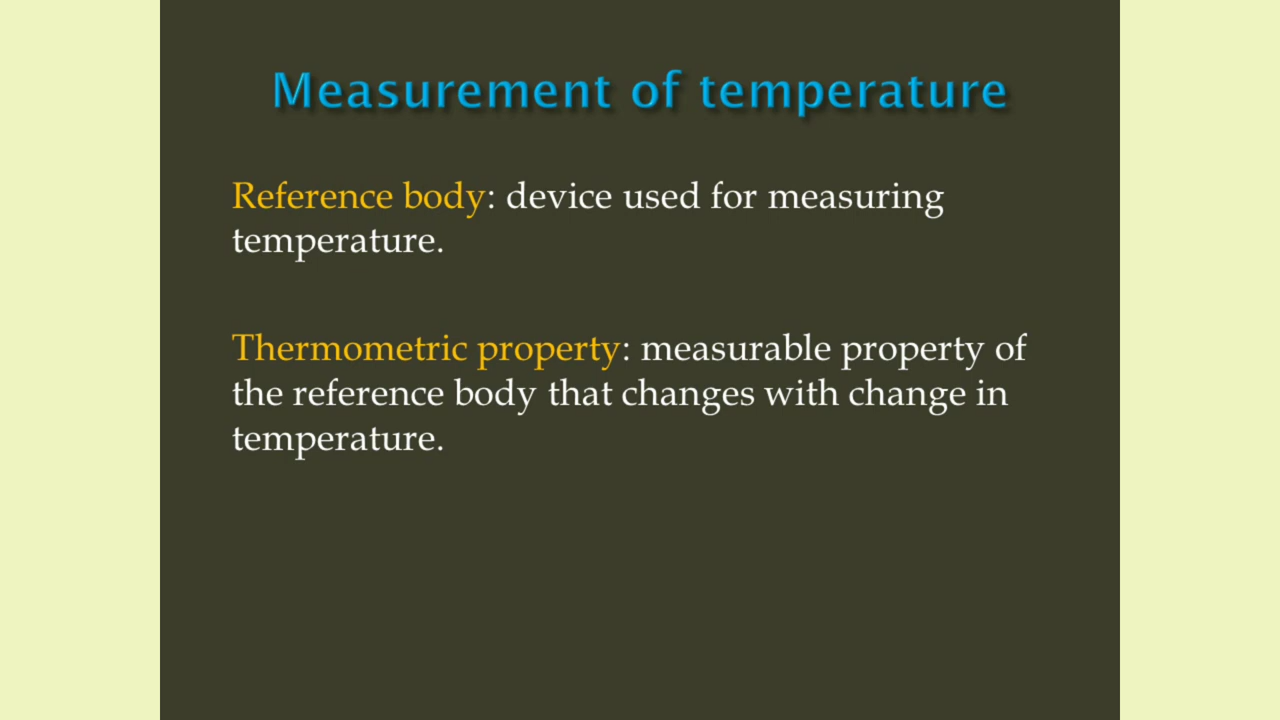 Measurement of temperature
Reference body: device used for measuring
temperature.
Thermometric property: measurable property of
the reference body that changes with change in
temperature.